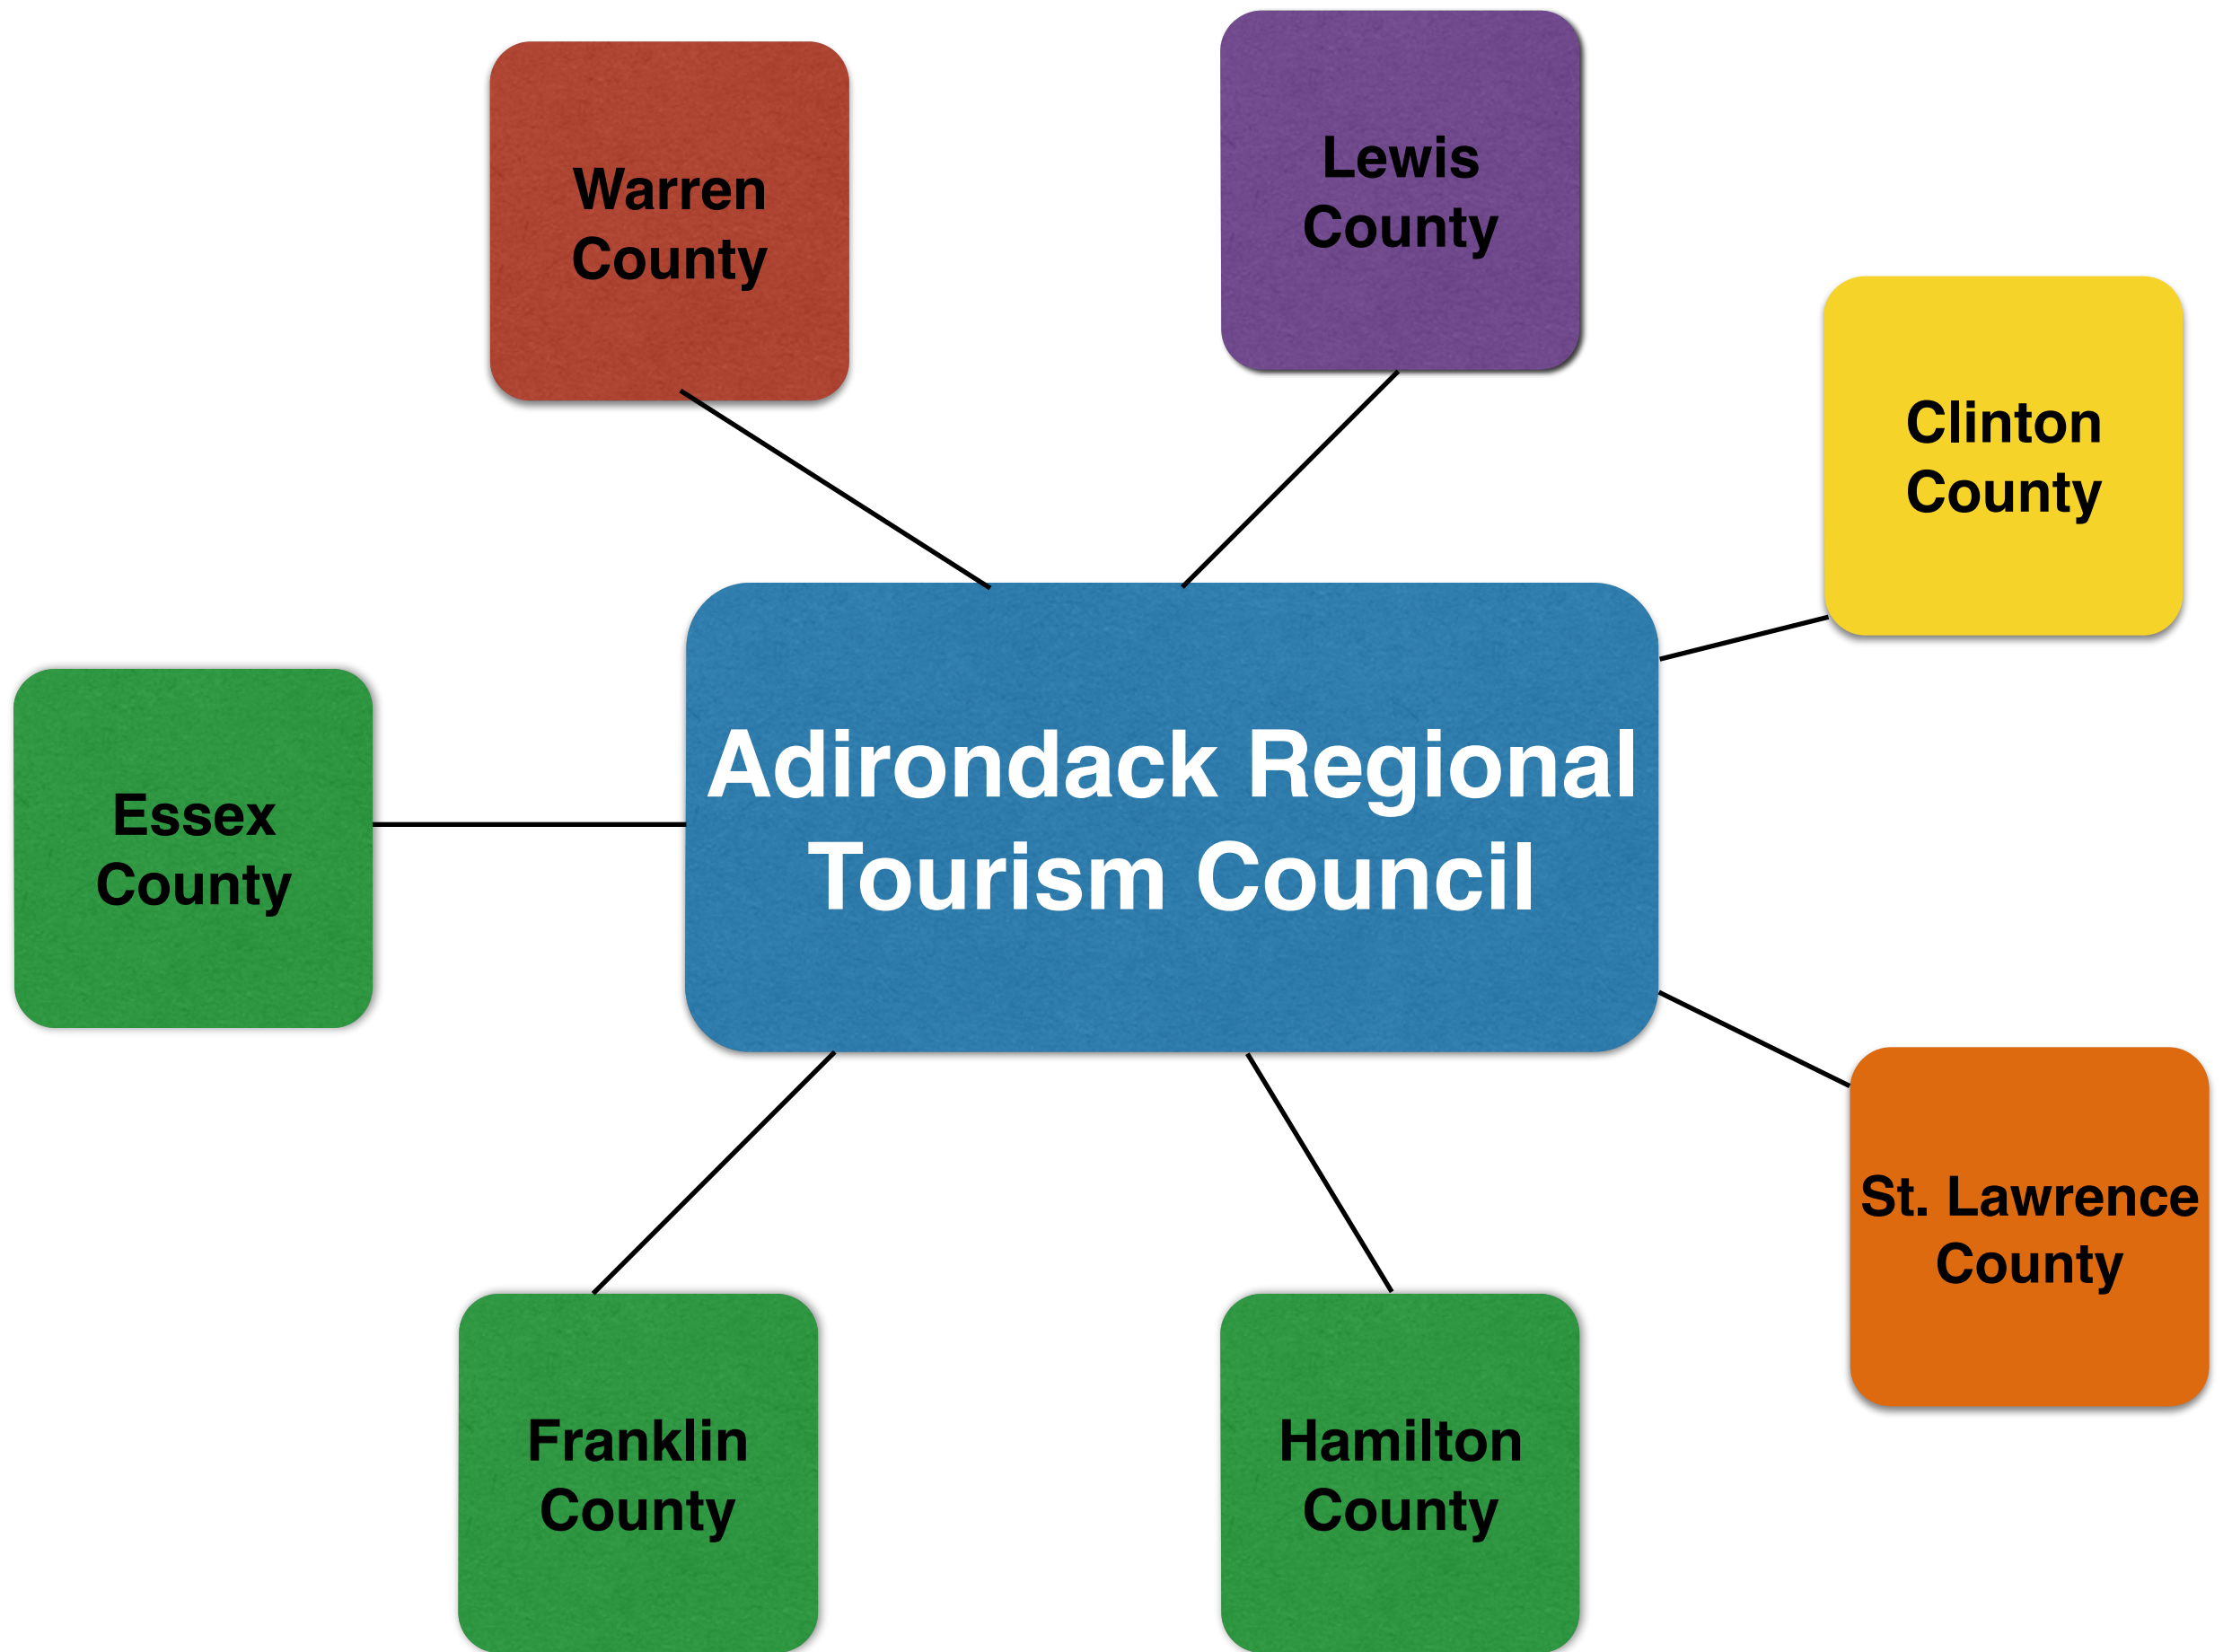 Warren
County
Lewis
County
Clinton
County
Adirondack Regional
Tourism Council
Essex
County
St. Lawrence
County
Franklin
County
Hamilton
County